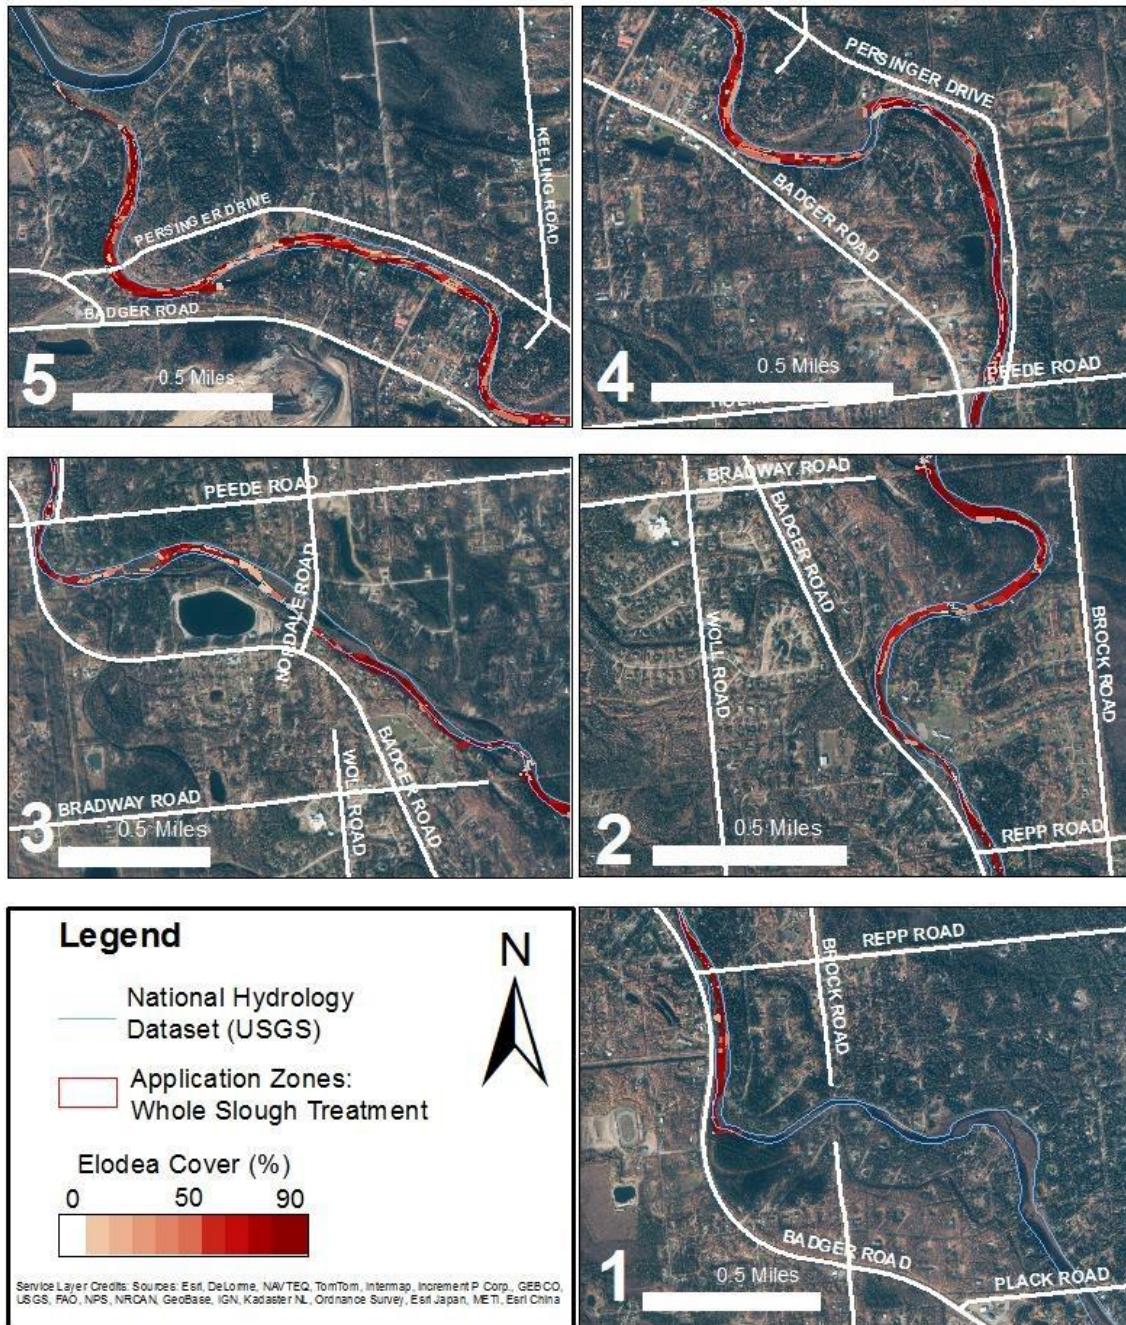 KEELING ROAD
PERSINGER DRIVE
BADGER ROAD
0.5 Miles
5
PERSINGER DRIVE
BADGER ROAD
0.5 Miles
PEEDE ROAD
4
PEEDE ROAD
NORDALE ROAD
BADGER ROAD
WOLL ROAD
BRADWAY ROAD
0.5 Miles
3
BRADWAY ROAD
BADGER ROAD
WOLL ROAD
BROCK ROAD
0.5 Miles
REPP ROAD
2
Legend
N
National Hydrology
Dataset (USGS)
Application Zones:
Whole Slough Treatment
Elodea Cover (%)
0 50 90
Service Layer Credits: Sources: Esri, DeLorme, NAVTEQ, TomTom, Intermap, increment P Corp., GEBCO,
USGS, FAO, NPS, NRCAN, GeoBase, IGN, Kadaster NL, Ordnance Survey, Esri Japan, METI, Esri China
REPP ROAD
BROCK ROAD
BADGER ROAD
0.5 Miles
PLACK ROAD
1